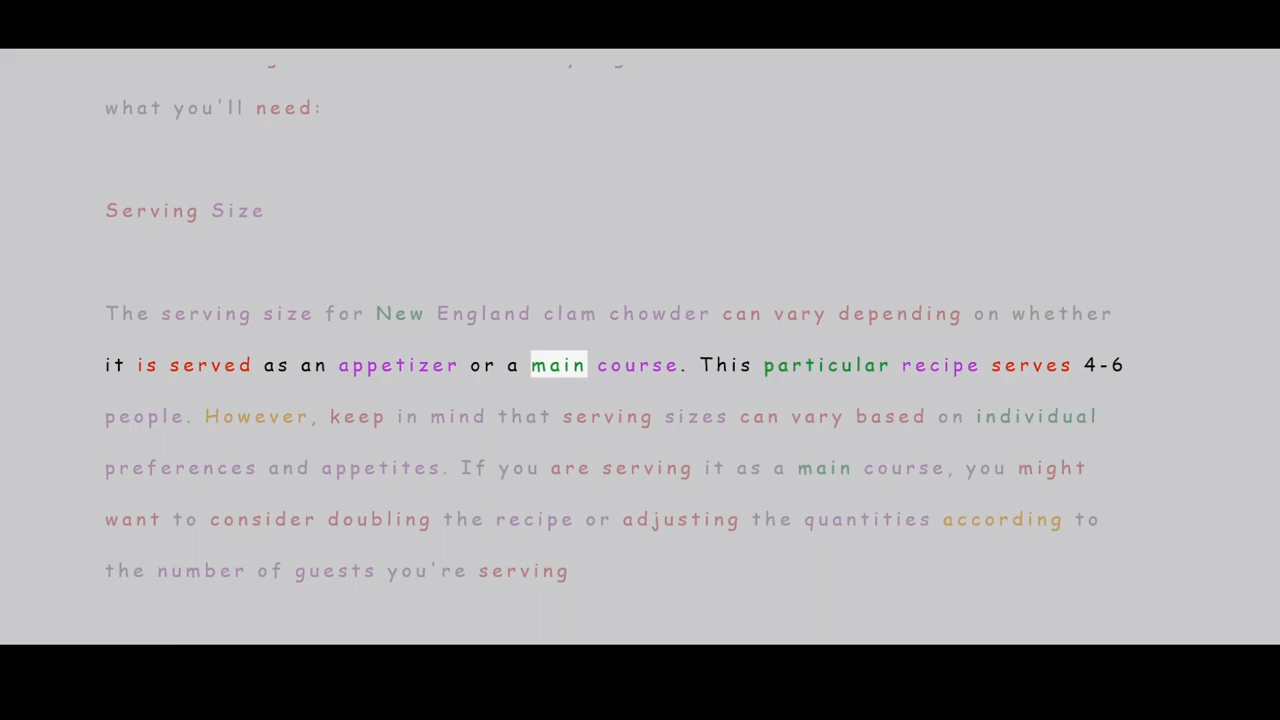 what you'll need:
Serving Size
The serving size for New England clam chowder can vary depending on whether
it is served as an appetizer or a main course. This particular recipe serves 4-6
people. However, keep in mind that serving sizes can vary based on individual
preferences and appetites. If you are serving it as a main course, you might
want to consider doubling the recipe or adjusting the quantities according to
the number of guests you're serving